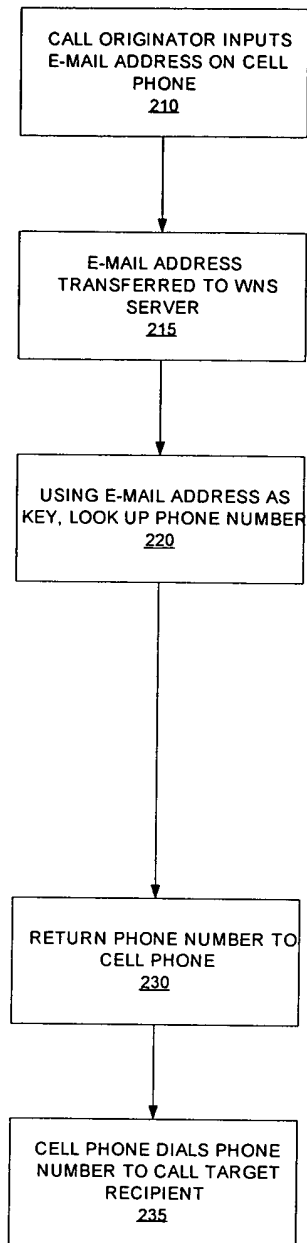 CALL ORIGINATOR INPUTS
E-MAIL ADDRESS ON CELL
PHONE
210
E-MAIL ADDRESS
TRANSFERRED TO WNS
SERVER
215
USING E-MAIL ADDRESS AS
KEY, LOOK UP PHONE NUMBER
220
RETURN PHONE NUMBER TO
CELL PHONE
230
CELL PHONE DIALS PHONE
NUMBER TO CALL TARGET
RECIPIENT
235